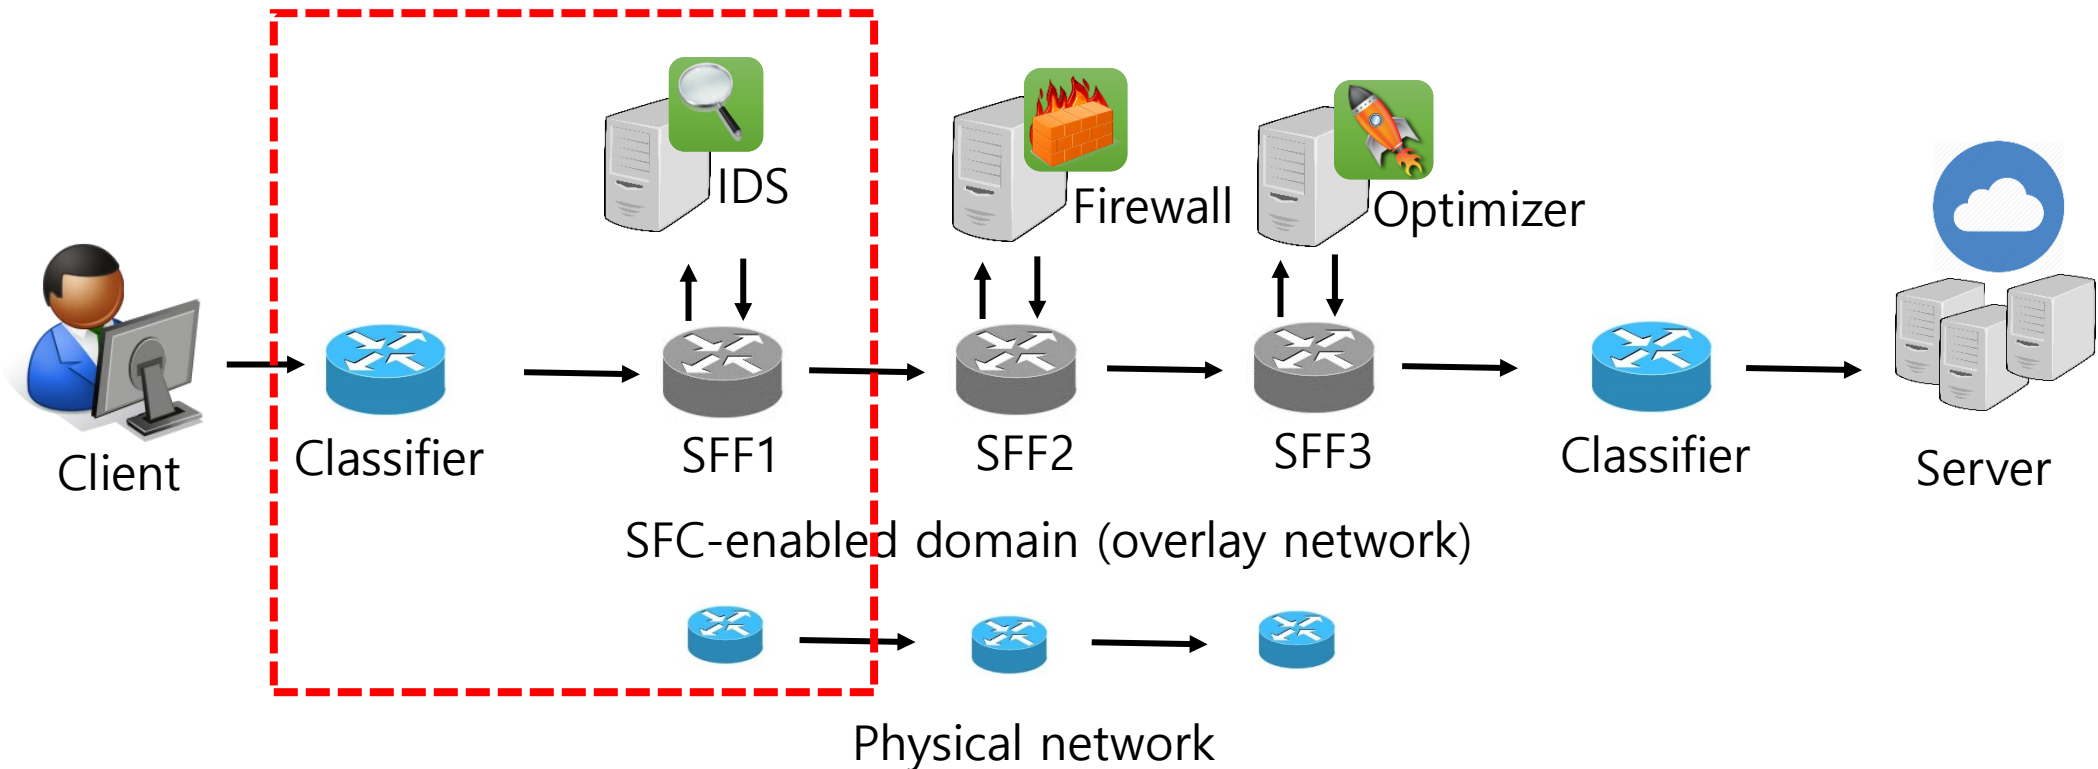 IDS
Firewall
Optimizer
Client
Classifier
SFF1
SFF2
SFF3
Classifier
Server
SFC-enabled domain (overlay network)
Physical network